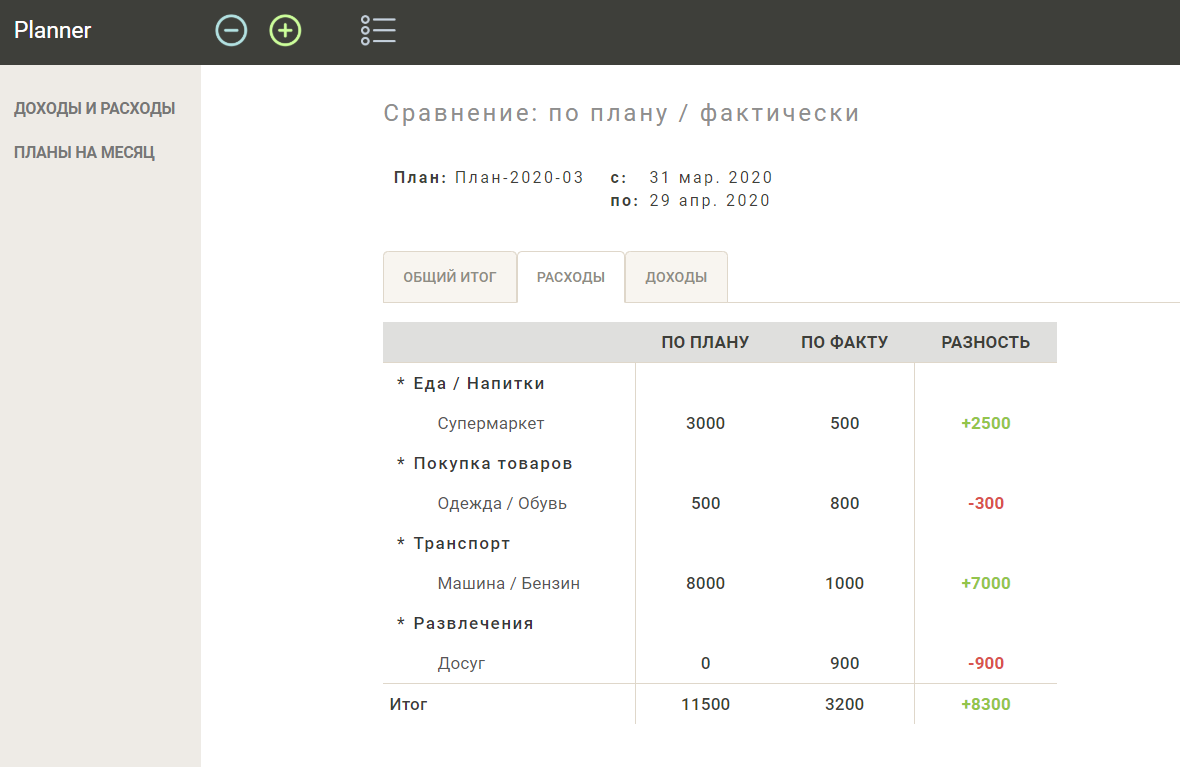 Planner
ДОХОДЫ И РАСХОДЫ
ПЛАНЫ НА МЕСЯЦ
Сравнение: по плану / фактически
План: План-2020-03 с: 31 мар. 2020
по: 29 апр. 2020
ОБЩИЙ ИТОГ РАСХОДЫ ДОХОДЫ
ПО ПЛАНУ ПО ФАКТУ РАЗНОСТЬ
* Еда / Напитки
Супермаркет 3000 500 +2500
* Покупка товаров
Одежда / Обувь 500 800 -300
* Транспорт
Машина / Бензин 8000 1000 +7000
* Развлечения
Досуг 0 900 -900
Итог 11500 3200 +8300